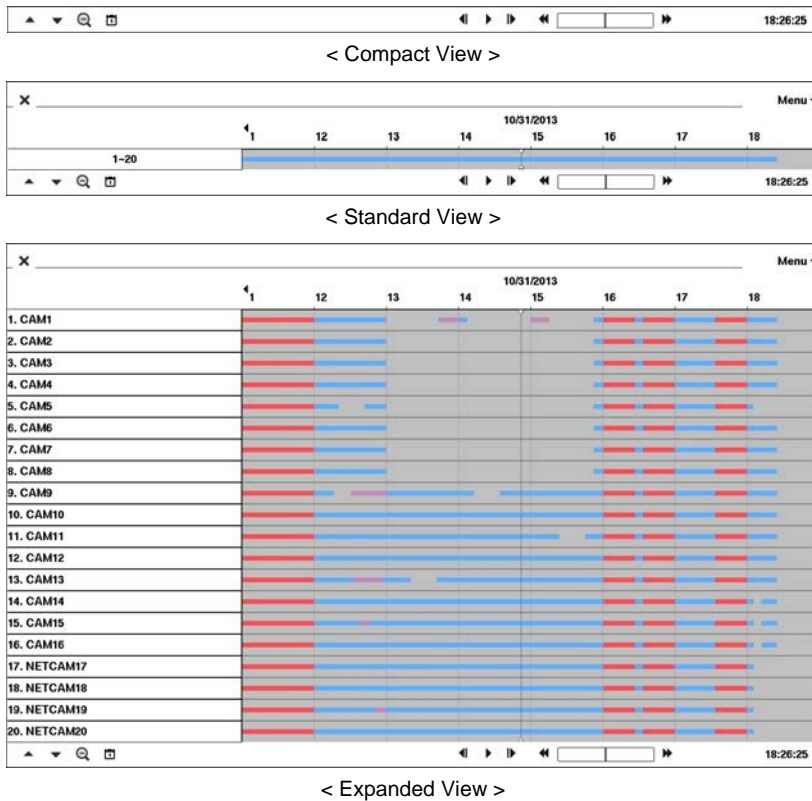 18:26:25
< Compact View >
Menu
10/31/2013
1 12 13 14 15 16 17 18
1~20
18:26:25
< Standard View >
Menu
10/31/2013
1 12 13 14 15 16 17 18
1. CAM1
2. CAM2
3. CAM3
4. CAM4
5. CAM5
6. CAM6
7. CAM7
8. CAM8
9. CAM9
10. CAM10
11. CAM11
12. CAM12
13. CAM13
14. CAM14
15. CAM15
16. CAM16
17. NETCAM17
18. NETCAM18
19. NETCAM19
20. NETCAM20
18:26:25
< Expanded View >